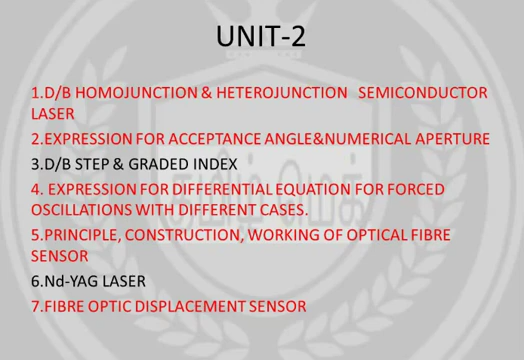 UNIT-2
1.D/B HOMOJUNCTION & HETEROJUNCTION SEMICONDUCTOR
LASER
2.EXPRESSION FOR ACCEPTANCE ANGLE&NUMERICAL APERTURE
3.D/B STEP & GRADED INDEX
4. EXPRESSION FOR DIFFERENTIAL EQUATION FOR FORCED
OSCILLATIONS WITH DIFFERENT CASES.
5.PRINCIPLE, CONSTRUCTION, WORKING OF OPTICAL FIBRE
SENSOR
6.Nd-YAG LASER
7.FIBRE OPTIC DISPLACEMENT SENSOR